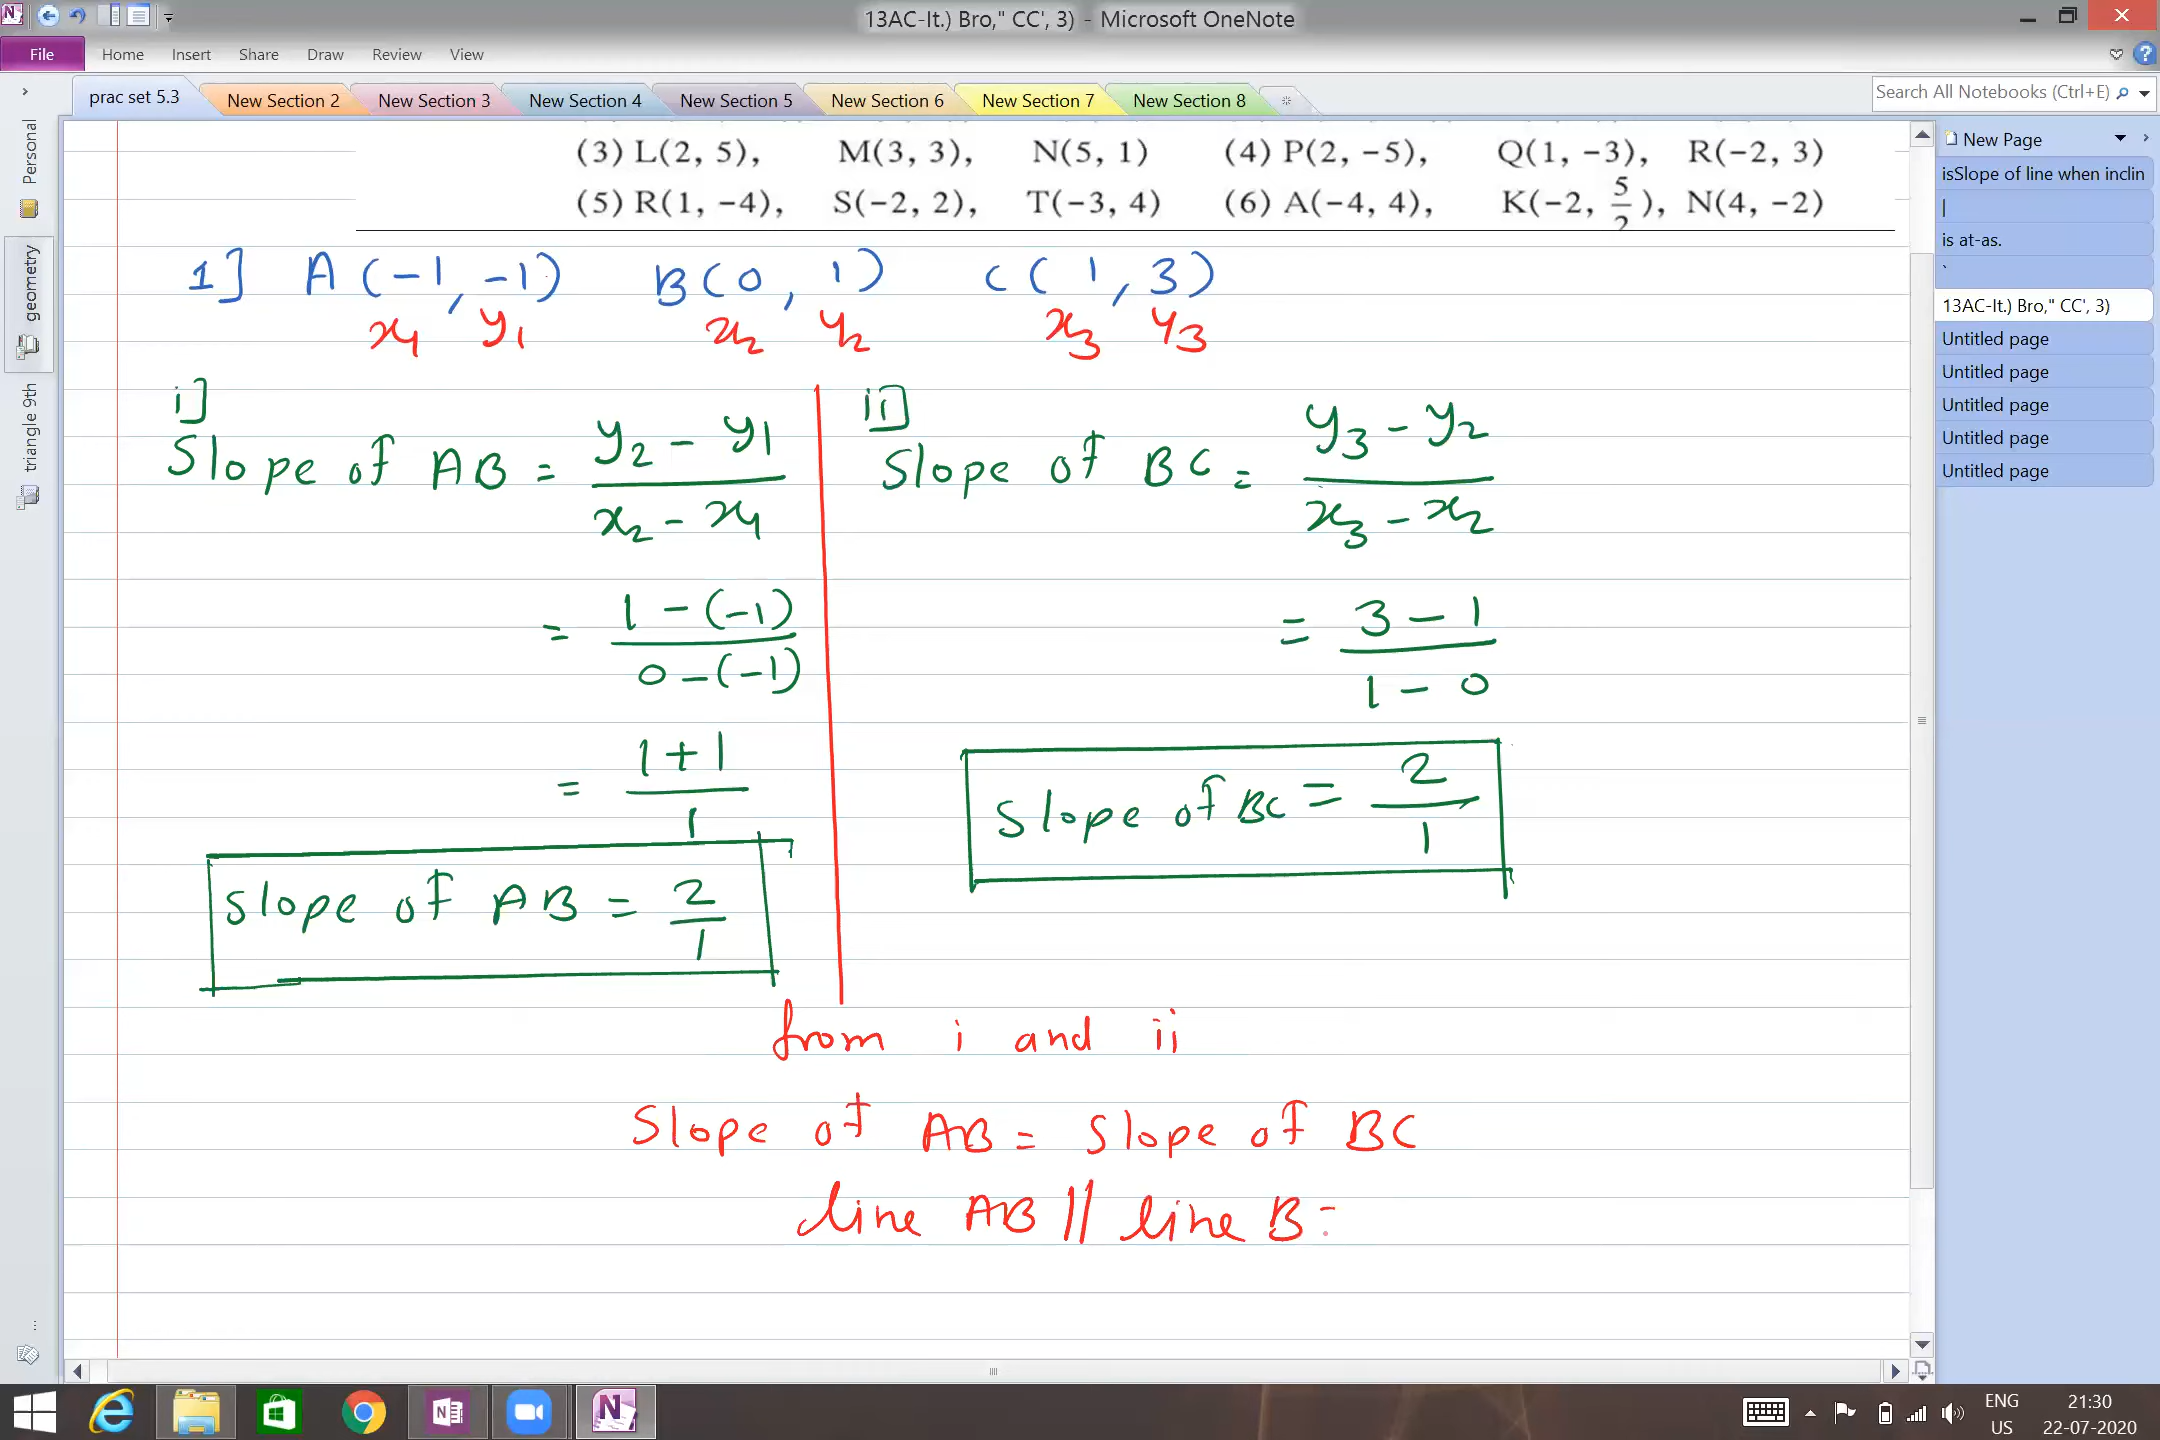 13AC-It.) Bro," CC', 3) - Microsoft OneNote
File Home Insert Share Draw Review View
prac set 5.3 New Section 2 New Section 3 New Section 4 New Section 5 New Section 6 New Section 7 New Section 8
Search All Notebooks (Ctrl+E)
Personal
geometry
triangle 9th
New Page
isSlope of line when inclin
|
is at-as.
`
13AC-It.) Bro," CC', 3)
Untitled page
Untitled page
Untitled page
Untitled page
Untitled page
(3) L(2, 5), M(3, 3), N(5, 1) (4) P(2, −5), Q(1, −3), R(−2, 3)
(5) R(1, −4), S(−2, 2), T(−3, 4) (6) A(−4, 4), K(−2, 5/2), N(4, −2)
1] A (−1, −1) B(0, 1) C(1, 3)
x1 y1 x2 y2 x3 y3
i]
Slope of AB = y2 − y1 / x2 − x1
= 1 − (−1) / 0 − (−1)
= 1 + 1 / 1
Slope of AB = 2/1
ii]
Slope of BC = y3 − y2 / x3 − x2
= 3 − 1 / 1 − 0
Slope of BC = 2/1
from i and ii
Slope of AB = Slope of BC
line AB || line B
ENG
US
21:30
22-07-2020